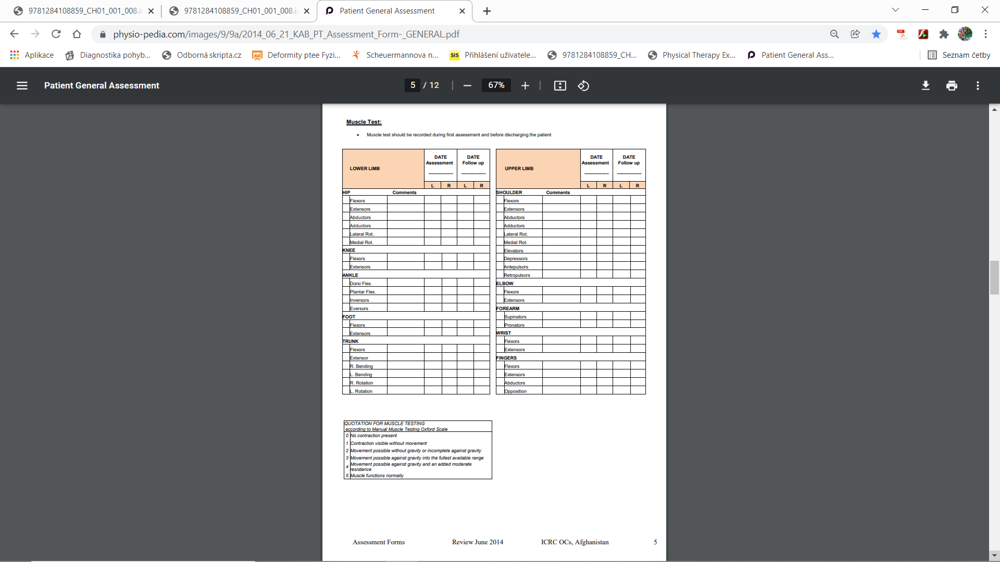 9781284108859_CH01_001_008.i
9781284108859_CH01_001_008.i
Patient General Assessment
physio-pedia.com/images/9/9a/2014_06_21_KAB_PT_Assessment_Form-_GENERAL.pdf
Aplikace
Diagnostika pohyb...
Odborná skripta.cz
Deformity ptee Fyzi...
Scheuermannova n...
SIS
Přihlášení uživatele...
9781284108859_CH...
Physical Therapy Ex...
Patient General Ass...
Seznam četby
Patient General Assessment
5 / 12
67%
Muscle Test:
• Muscle test should be recorded during first assessment and before discharging the patient
LOWER LIMB
DATE
Assessment
----------------
DATE
Follow up
----------------
L R L R
HIP Comments
Flexors
Extensors
Abductors
Adductors
Lateral Rot.
Medial Rot.
KNEE
Flexors
Extensors
ANKLE
Dorsi Flex.
Plantar Flex.
Inversors
Eversors
FOOT
Flexors
Extensors
TRUNK
Flexors
Extensor
R. Bending
L. Bending
R. Rotation
L. Rotation
UPPER LIMB
DATE
Assessment
----------------
DATE
Follow up
----------------
L R L R
SHOULDER Comments
Flexors
Extensors
Abductors
Adductors
Lateral Rot.
Medial Rot.
Elevators
Depressors
Antepulsors
Retropulsors
ELBOW
Flexors
Extensors
FOREARM
Supinators
Pronators
WRIST
Flexors
Extensors
FINGERS
Flexors
Extensors
Abductors
Opposition
QUOTATION FOR MUSCLE TESTING
according to Manual Muscle Testing Oxford Scale
0 No contraction present
1 Contraction visible without movement
2 Movement possible without gravity or incomplete against gravity
3 Movement possible against gravity into the fullest available range
4 Movement possible against gravity and an added moderate
resistance
5 Muscle functions normally
Assessment Forms Review June 2014 ICRC OCs, Afghanistan 5